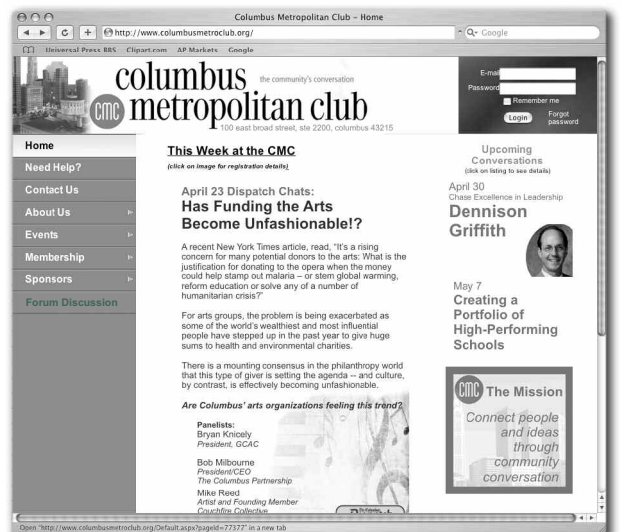 Columbus Metropolitan Club – Home
http://www.columbusmetroclub.org/
Google
Universal Press BBS Clipart.com AP Markets Google
columbus
metropolitan club
the community's conversation
cmc
100 east broad street, ste 2200, columbus 43215
E-mail
Password
Remember me
Login
Forgot
password
Home
Need Help?
Contact Us
About Us
Events
Membership
Sponsors
Forum Discussion
This Week at the CMC
(click on image for registration details)
April 23 Dispatch Chats:
Has Funding the Arts
Become Unfashionable!?
A recent New York Times article, read, "It's a rising
concern for many potential donors to the arts: What is the
justification for donating to the opera when the money
could help stamp out malaria – or stem global warming,
reform education or solve any of a number of
humanitarian crisis?"
For arts groups, the problem is being exacerbated as
some of the world's wealthiest and most influential
people have stepped up in the past year to give huge
sums to health and environmental charities.
There is a mounting consensus in the philanthropy world
that this type of giver is setting the agenda -- and culture,
by contrast, is effectively becoming unfashionable.
Are Columbus' arts organizations feeling this trend?
Panelists:
Bryan Knicely
President, GCAC
Bob Milbourne
President/CEO
The Columbus Partnership
Mike Reed
Artist and Founding Member
Couchfire Collective
Upcoming
Conversations
(click on listing to see details)
April 30
Chase Excellence in Leadership
Dennison
Griffith
May 7
Creating a
Portfolio of
High-Performing
Schools
cmc The Mission
Connect people
and ideas
through
community
conversation
Open "http://www.columbusmetroclub.org/Default.aspx?pageId=77377" in a new tab